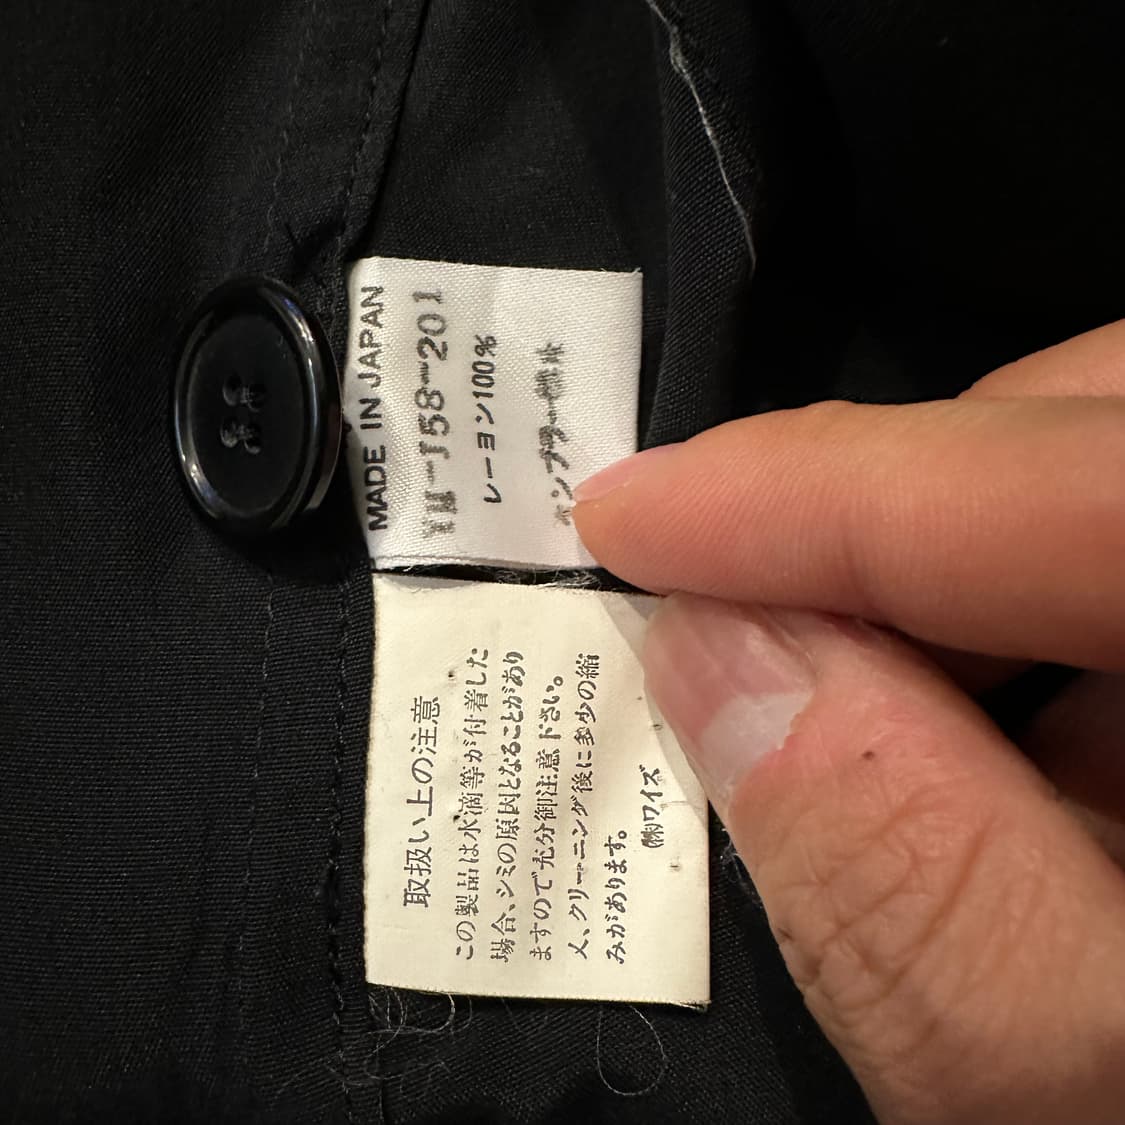 MADE IN JAPAN
YM-J58-201
レーヨン100%
取扱い上の注意
この製品は水滴等が付着した
場合、シミの原因となることがあり
ますので充分御注意下さい。
又、クリーニング後に多少の縮
みがあります。
㈱ワイズ